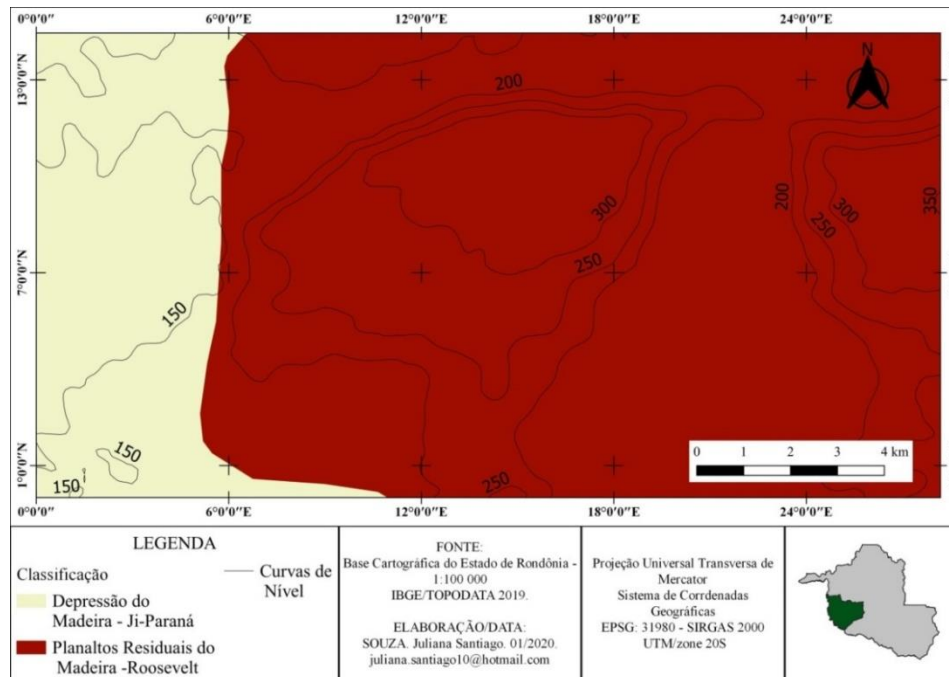 0°0'0" 6°0'0"E 12°0'0"E 18°0'0"E 24°0'0"E
13°0'0"N
7°0'0"N
1°0'0"N
N
200
200
300
350
250
300
250
150
150
150
250
0 1 2 3 4 km
0°0'0"E 6°0'0"E 12°0'0"E 18°0'0"E 24°0'0"E
LEGENDA
Classificação
Depressão do
Madeira - Ji-Paraná
Planaltos Residuais do
Madeira -Roosevelt
Curvas de
Nível
FONTE:
Base Cartográfica do Estado de Rondônia -
1:100 000
IBGE/TOPODATA 2019.
ELABORAÇÃO/DATA:
SOUZA. Juliana Santiago. 01/2020.
juliana.santiago10@hotmail.com
Projeção Universal Transversa de
Mercator
Sistema de Corrdenadas
Geográficas
EPSG: 31980 - SIRGAS 2000
UTM/zone 20S